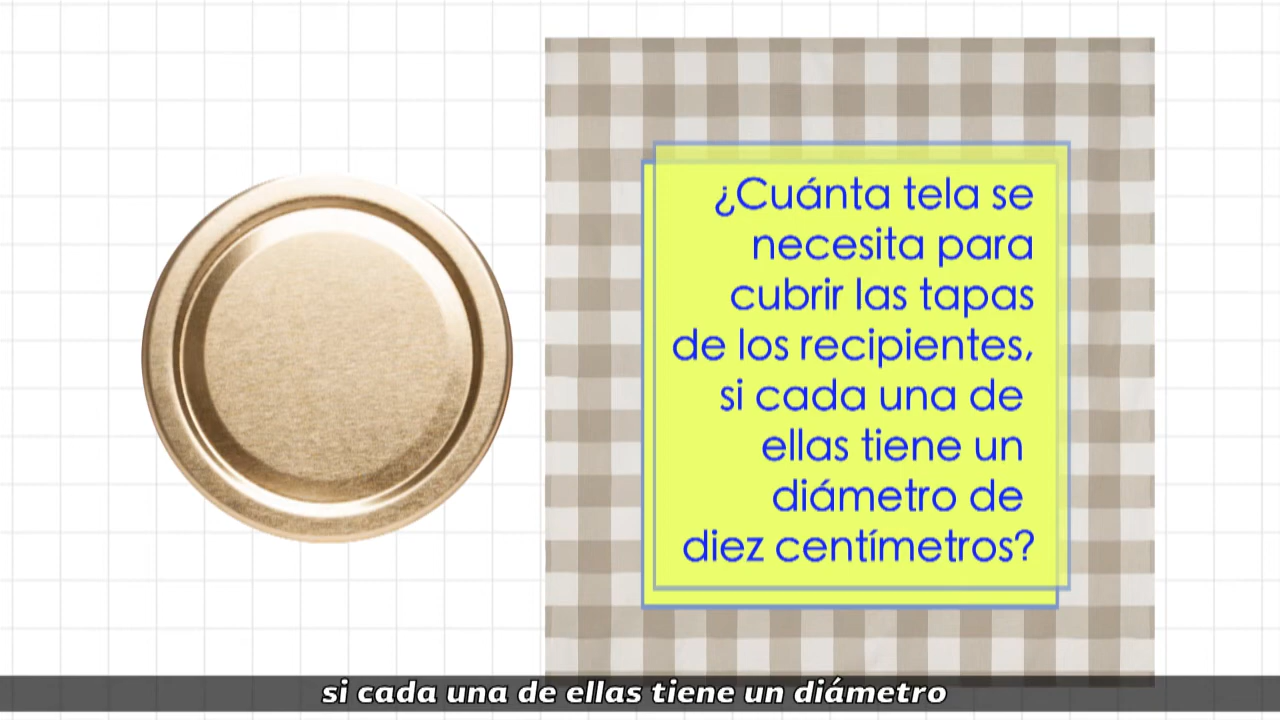 ¿Cuánta tela se
necesita para
cubrir las tapas
de los recipientes,
si cada una de
ellas tiene un
diámetro de
diez centímetros?
si cada una de ellas tiene un diámetro